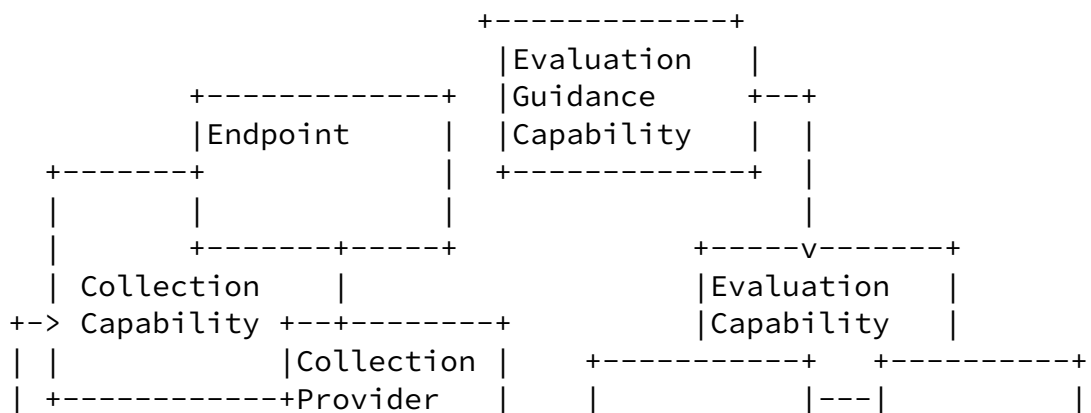 +-------------+
|Evaluation   |
+-------------+  |Guidance     +--+
|Endpoint     |  |Capability   |  |
+-------+             |  +-------------+  |
|       |             |                   |
|       +-------+-----+             +-----v-------+
| Collection    |                   |Evaluation   |
+-> Capability +--+--------+          |Capability   |
| |            |Collection |    +-----------+   +----------+
| +------------+Provider   |    |           |---|          |